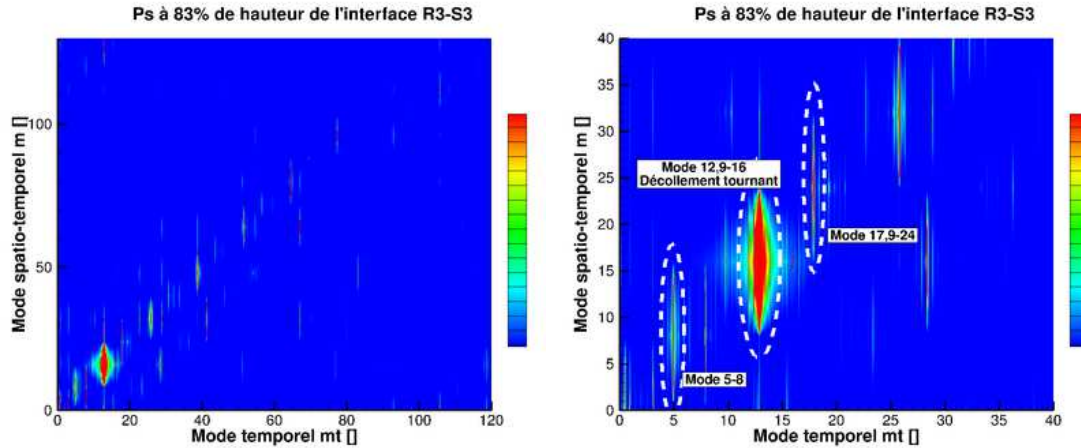 Ps à 83% de hauteur de l'interface R3-S3
Mode spatio-temporel m []
100
50
0
0
20
40
60
80
100
120
Mode temporel mt []
Ps à 83% de hauteur de l'interface R3-S3
Mode spatio-temporel m []
40
35
30
25
20
15
10
5
0
Mode 12,9-16
Décollement tournant
Mode 17,9-24
Mode 5-8
0
5
10
15
20
25
30
35
40
Mode temporel mt []